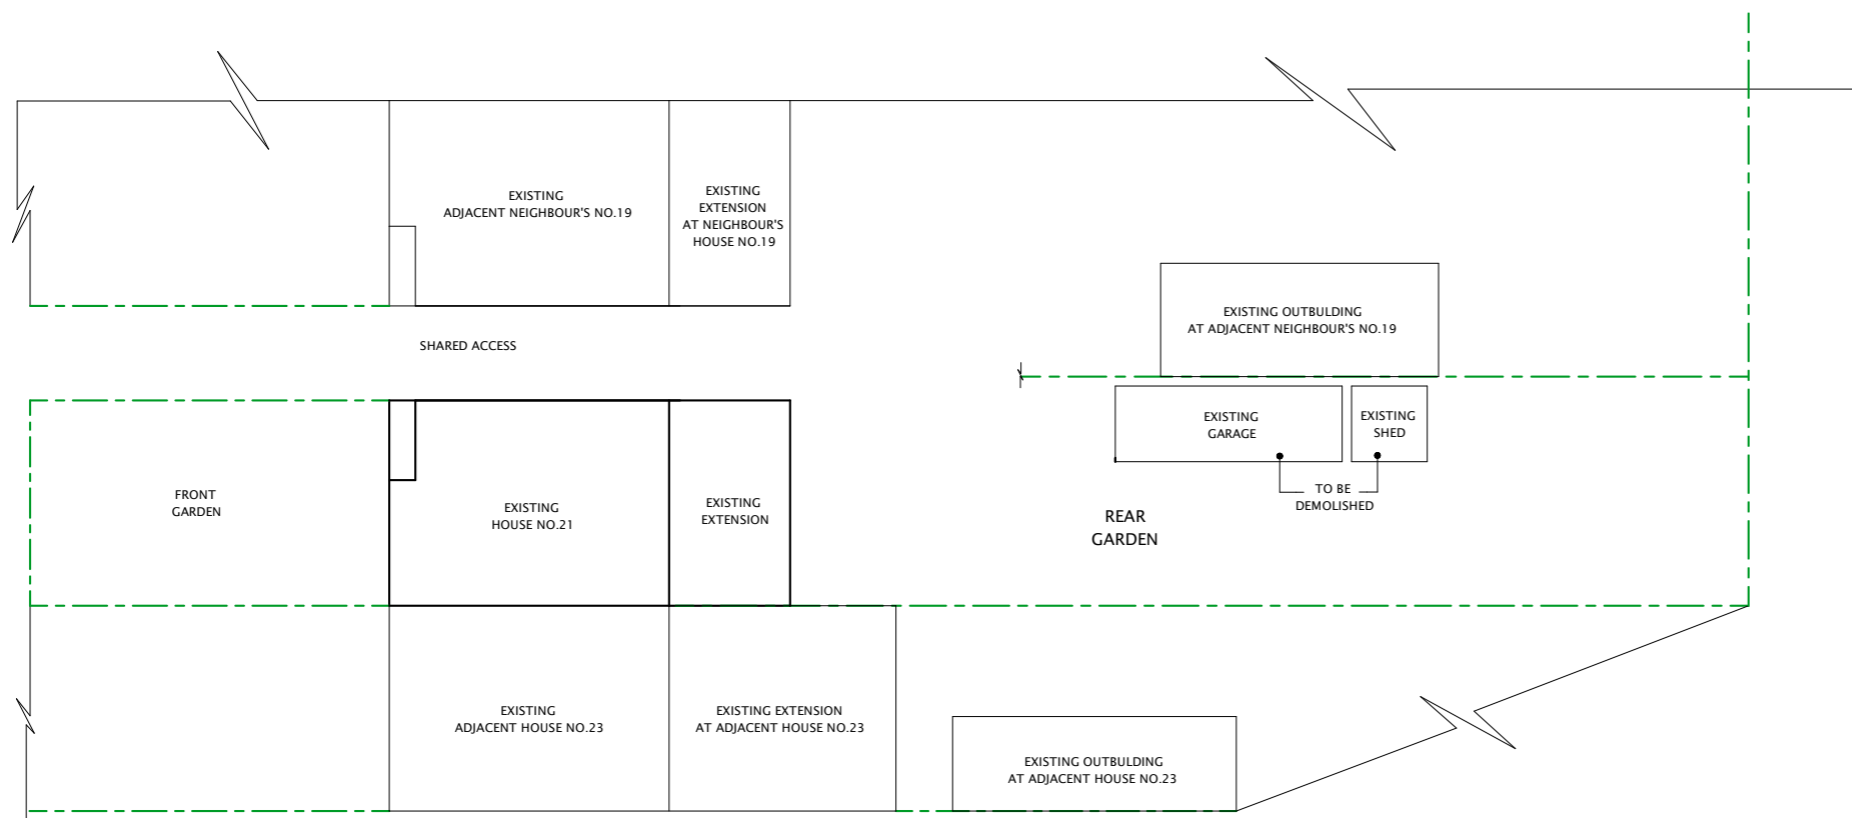 EXISTING
ADJACENT NEIGHBOUR'S NO.19
EXISTING
EXTENSION
AT NEIGHBOUR'S
HOUSE NO.19
EXISTING OUTBULDING
AT ADJACENT NEIGHBOUR'S NO.19
SHARED ACCESS
EXISTING
GARAGE
EXISTING
SHED
TO BE
DEMOLISHED
FRONT
GARDEN
EXISTING
HOUSE NO.21
EXISTING
EXTENSION
REAR
GARDEN
EXISTING
ADJACENT HOUSE NO.23
EXISTING EXTENSION
AT ADJACENT HOUSE NO.23
EXISTING OUTBULDING
AT ADJACENT HOUSE NO.23